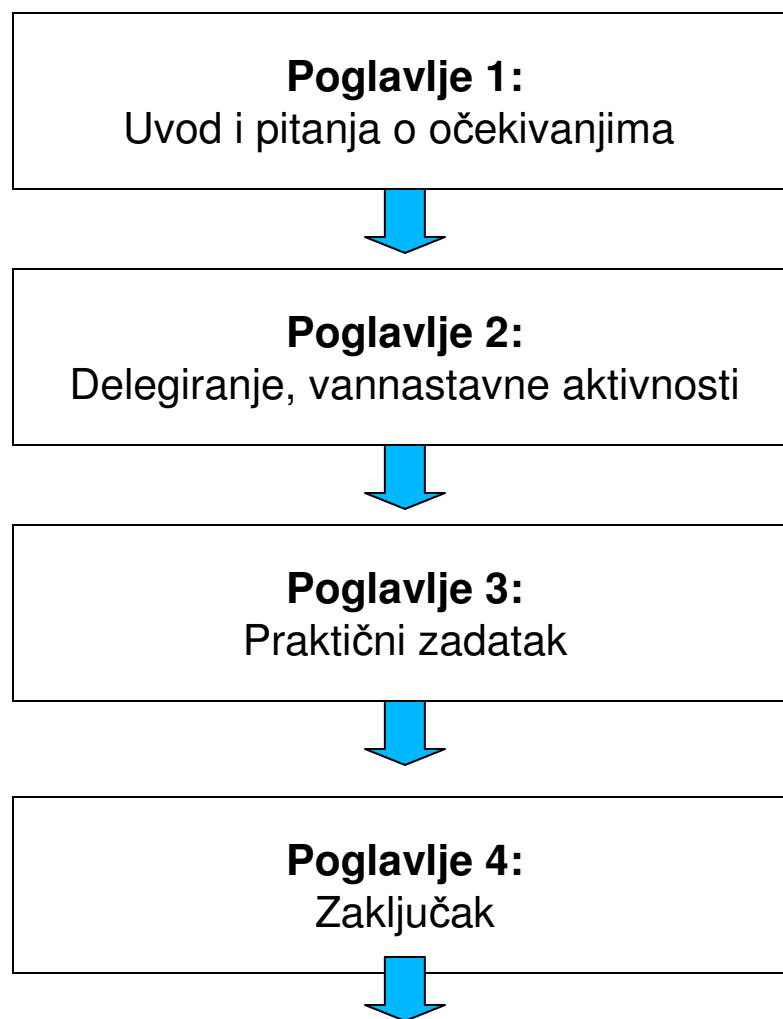 Poglavlje 1:
Uvod i pitanja o očekivanjima
Poglavlje 2:
Delegiranje, vannastavne aktivnosti
Poglavlje 3:
Praktični zadatak
Poglavlje 4:
Zaključak